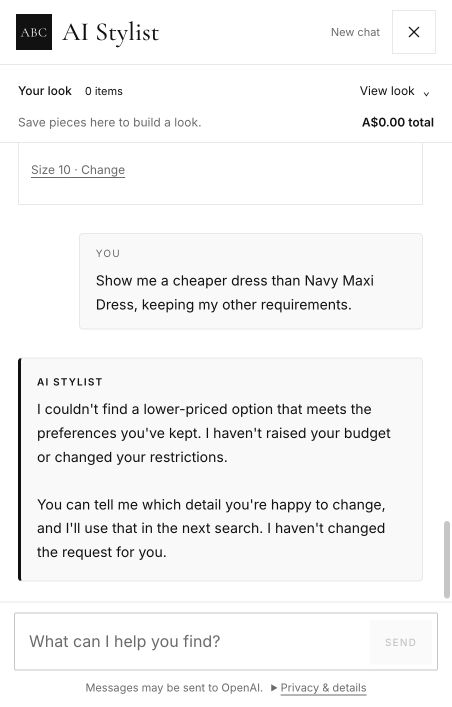 ABC AI Stylist
New chat
Your look 0 items
View look
Save pieces here to build a look.
A$0.00 total
Size 10 · Change
YOU
Show me a cheaper dress than Navy Maxi
Dress, keeping my other requirements.
AI STYLIST
I couldn't find a lower-priced option that meets the
preferences you've kept. I haven't raised your budget
or changed your restrictions.
You can tell me which detail you're happy to change,
and I'll use that in the next search. I haven't changed
the request for you.
What can I help you find?
SEND
Messages may be sent to OpenAI. ▶ Privacy & details